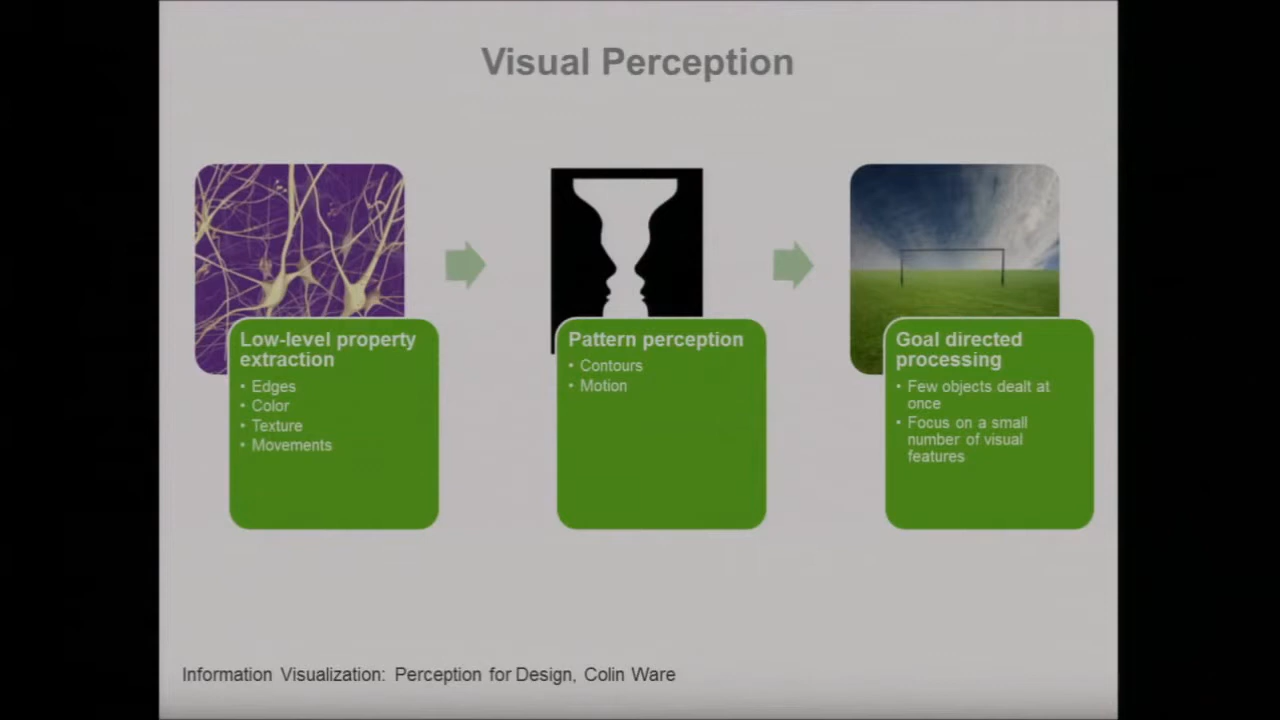 Visual Perception
Low-level property
extraction
• Edges
• Color
• Texture
• Movements
Pattern perception
• Contours
• Motion
Goal directed
processing
• Few objects dealt at
once
• Focus on a small
number of visual
features
Information Visualization: Perception for Design, Colin Ware